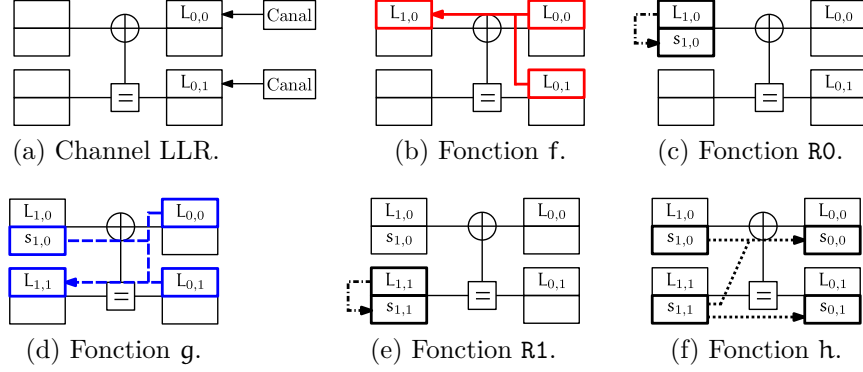 L0,0 Canal L1,0 L0,0 L1,0 L0,0
s1,0
L0,1 Canal L0,1 L0,1
(a) Channel LLR. (b) Fonction f. (c) Fonction R0.
L1,0 L0,0 L1,0 L0,0 L1,0 L0,0
s1,0 s1,0 s1,0 s0,0
L1,1 L0,1 L1,1 L0,1 L1,1 L0,1
= s1,1 = s1,1 = s0,1
(d) Fonction g. (e) Fonction R1. (f) Fonction h.